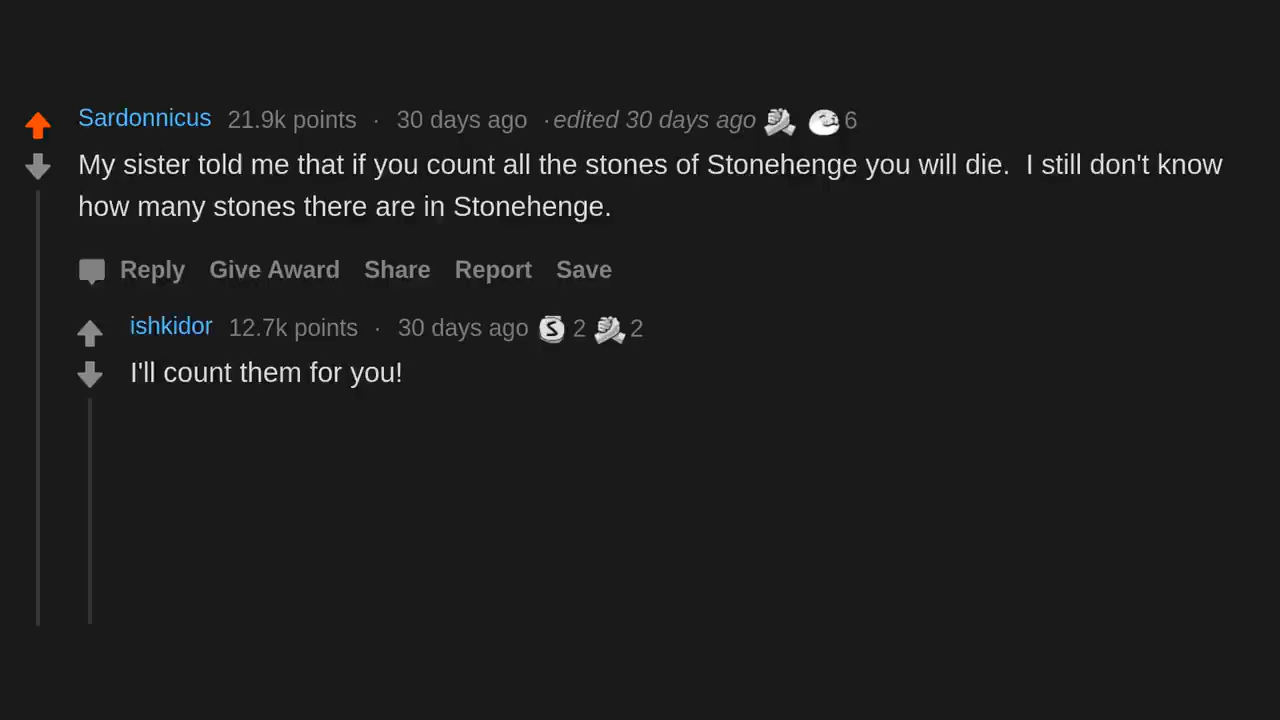 Sardonnicus 21.9k points · 30 days ago · edited 30 days ago 6
My sister told me that if you count all the stones of Stonehenge you will die.  I still don't know
how many stones there are in Stonehenge.
Reply Give Award Share Report Save
ishkidor 12.7k points · 30 days ago S 2 2
I'll count them for you!